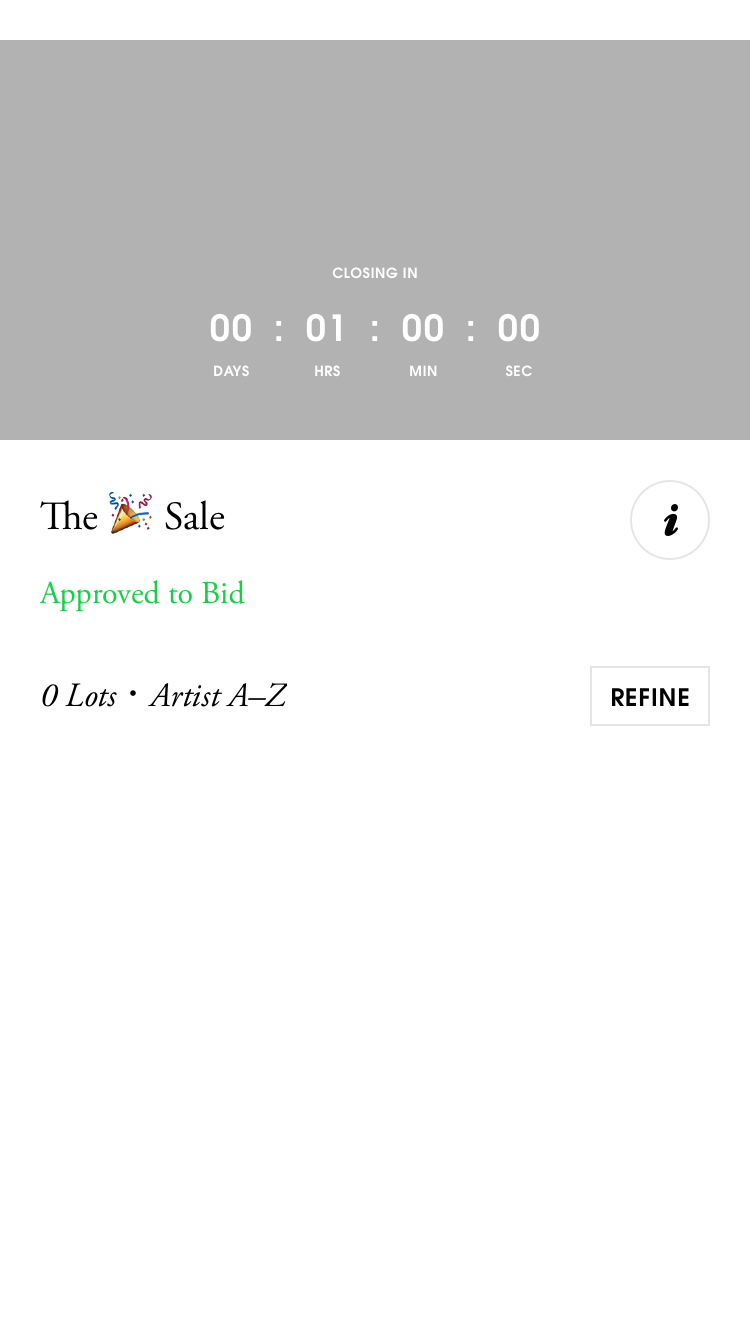 CLOSING IN
00 : 01 : 00 : 00
DAYS HRS MIN SEC
The 🎉 Sale
i
Approved to Bid
0 Lots • Artist A–Z
REFINE